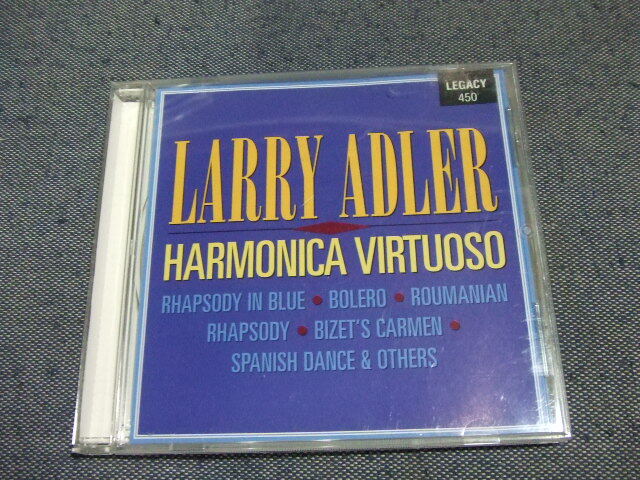 LEGACY
450
LARRY ADLER
HARMONICA VIRTUOSO
RHAPSODY IN BLUE • BOLERO • ROUMANIAN
RHAPSODY • BIZET'S CARMEN •
SPANISH DANCE & OTHERS